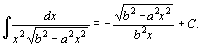 ∫ dx / (x²√(b² − a²x²)) = − √(b² − a²x²) / (b²x) + C.